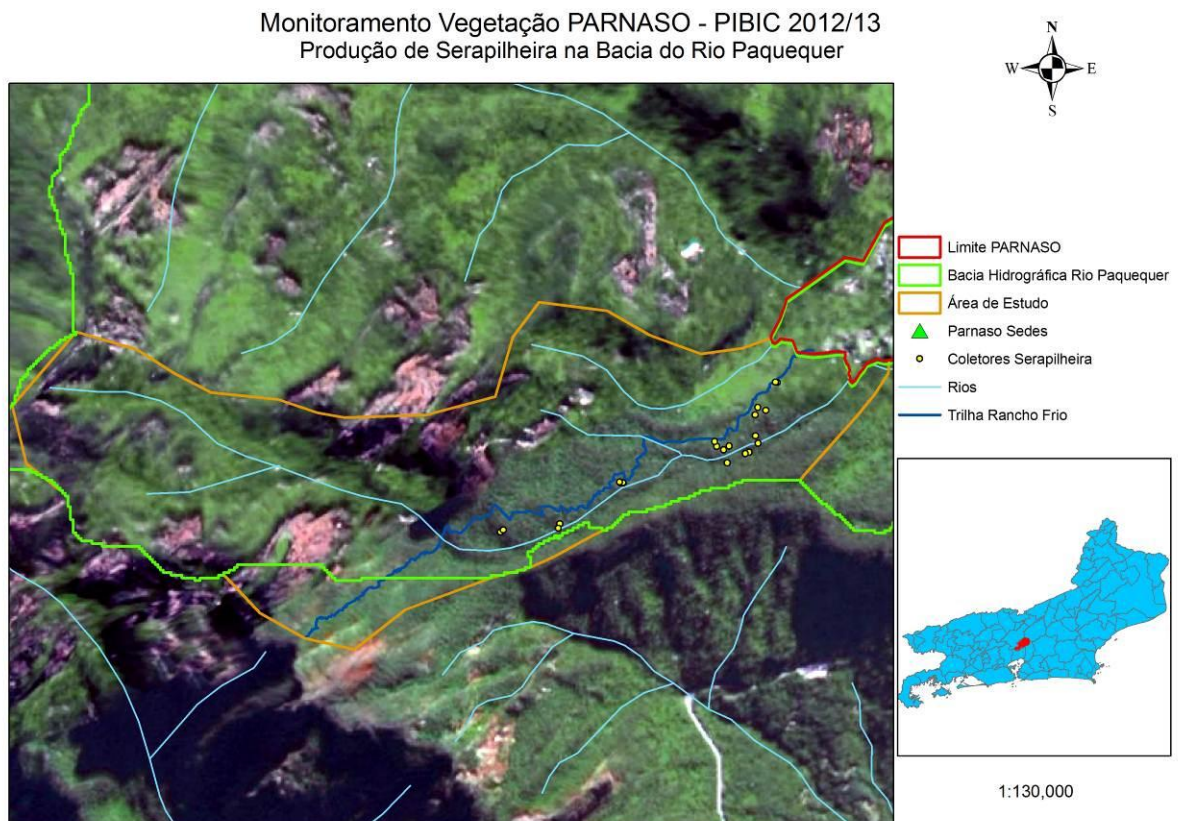 Monitoramento Vegetação PARNASO - PIBIC 2012/13
Produção de Serapilheira na Bacia do Rio Paquequer
N
W E
S
Limite PARNASO
Bacia Hidrográfica Rio Paquequer
Área de Estudo
Parnaso Sedes
Coletores Serapilheira
Rios
Trilha Rancho Frio
1:130,000